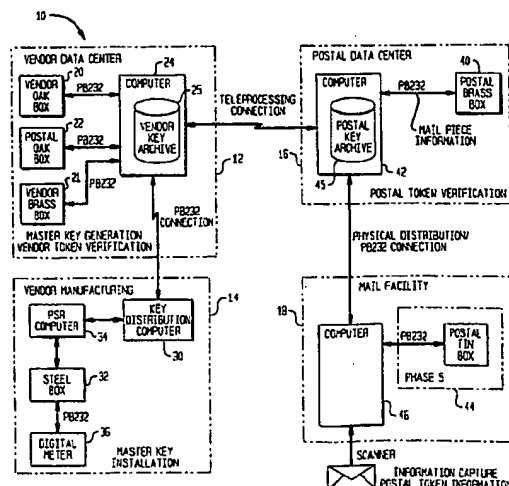 10
VENDOR DATA CENTER
20
VENDOR
OAK
BOX
PB232
22
POSTAL
OAK
BOX
PB232
21
VENDOR
BRASS
BOX
PB232
24
COMPUTER
25
VENDOR
KEY
ARCHIVE
12
MASTER KEY GENERATION
VENDOR TOKEN VERIFICATION
TELEPROCESSING
CONNECTION
POSTAL DATA CENTER
COMPUTER
POSTAL
KEY
ARCHIVE
45
42
PB232
40
POSTAL
BRASS
BOX
MAIL PIECE
INFORMATION
16
POSTAL TOKEN VERIFICATION
PB232
CONNECTION
PHYSICAL DISTRIBUTION/
PB232 CONNECTION
VENDOR MANUFACTURING
14
PSR
COMPUTER
34
KEY
DISTRIBUTION
COMPUTER
30
STEEL
BOX
32
PB232
DIGITAL
METER
36
MASTER KEY
INSTALLATION
18
MAIL FACILITY
COMPUTER
46
PB232
POSTAL
TIN
BOX
PHASE 5
44
SCANNER
INFORMATION CAPTURE
POSTAL TOKEN INFORMATION